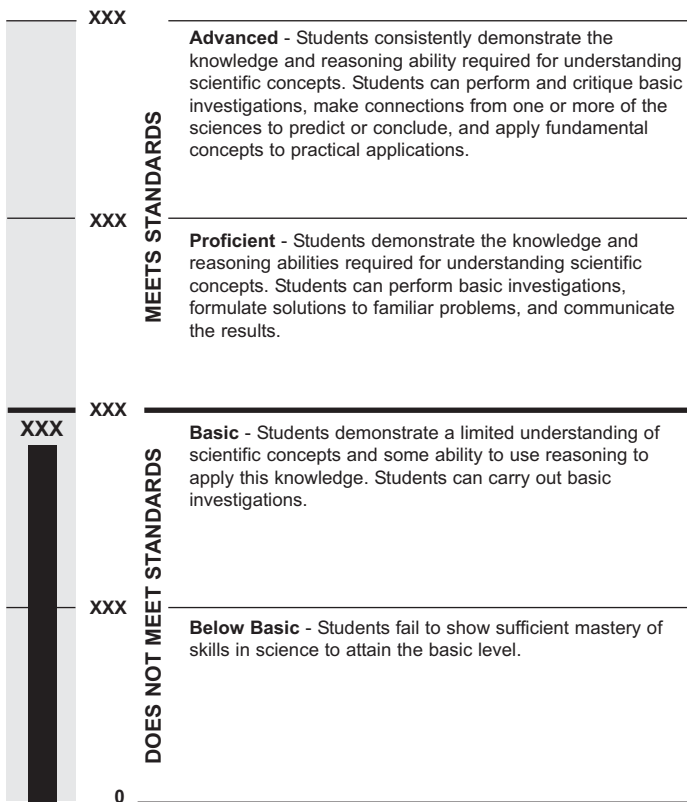 XXX
Advanced - Students consistently demonstrate the
knowledge and reasoning ability required for understanding
scientific concepts. Students can perform and critique basic
investigations, make connections from one or more of the
sciences to predict or conclude, and apply fundamental
concepts to practical applications.
MEETS STANDARDS
XXX
Proficient - Students demonstrate the knowledge and
reasoning abilities required for understanding scientific
concepts. Students can perform basic investigations,
formulate solutions to familiar problems, and communicate
the results.
XXX
XXX
Basic - Students demonstrate a limited understanding of
scientific concepts and some ability to use reasoning to
apply this knowledge. Students can carry out basic
investigations.
DOES NOT MEET STANDARDS
XXX
Below Basic - Students fail to show sufficient mastery of
skills in science to attain the basic level.
0